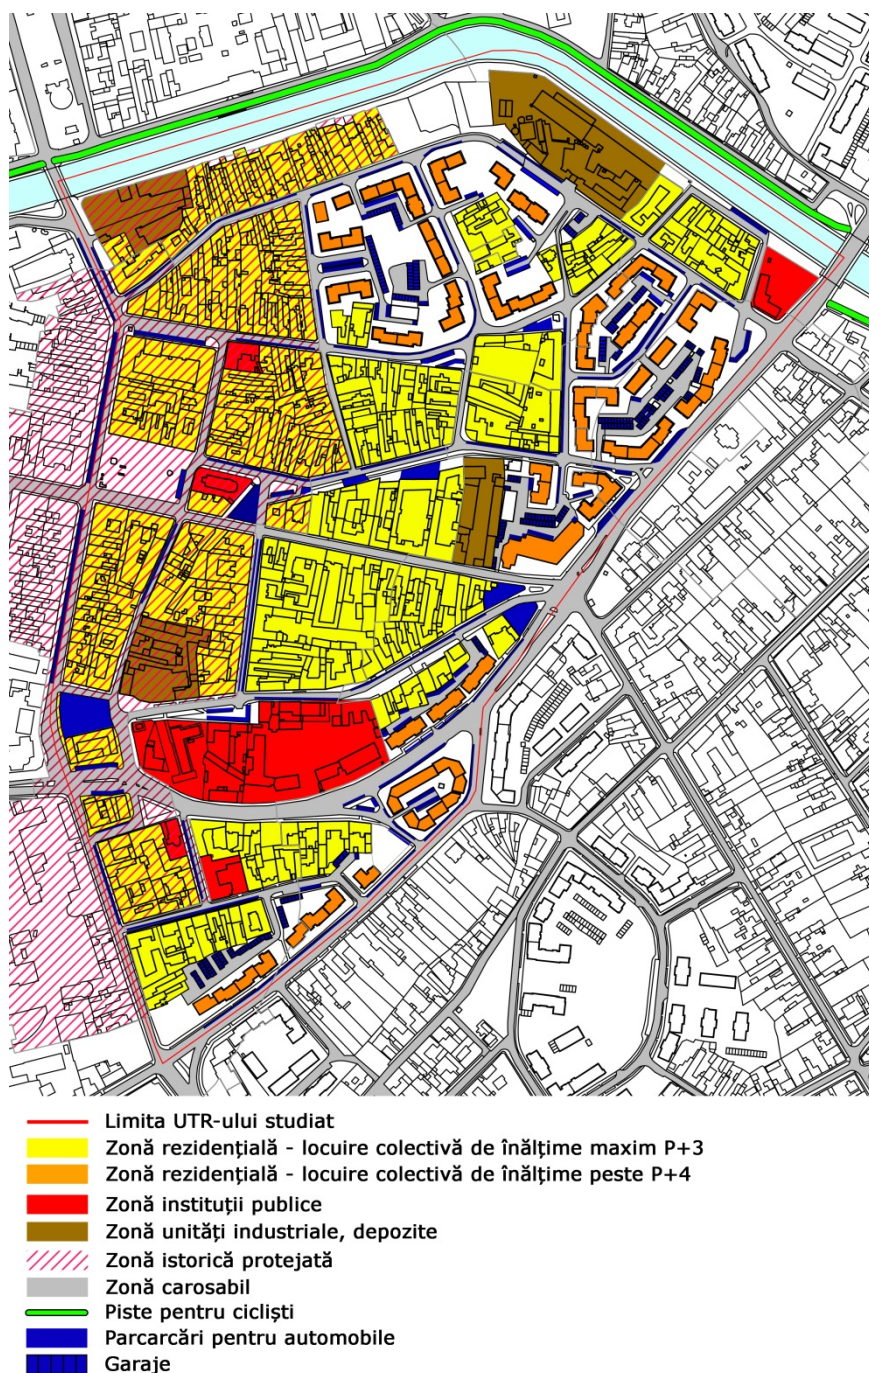 Limita UTR-ului studiat
Zonă rezidențială - locuire colectivă de înălțime maxim P+3
Zonă rezidențială - locuire colectivă de înălțime peste P+4
Zonă instituții publice
Zonă unități industriale, depozite
Zonă istorică protejată
Zonă carosabil
Piste pentru cicliști
Parcarcări pentru automobile
Garaje